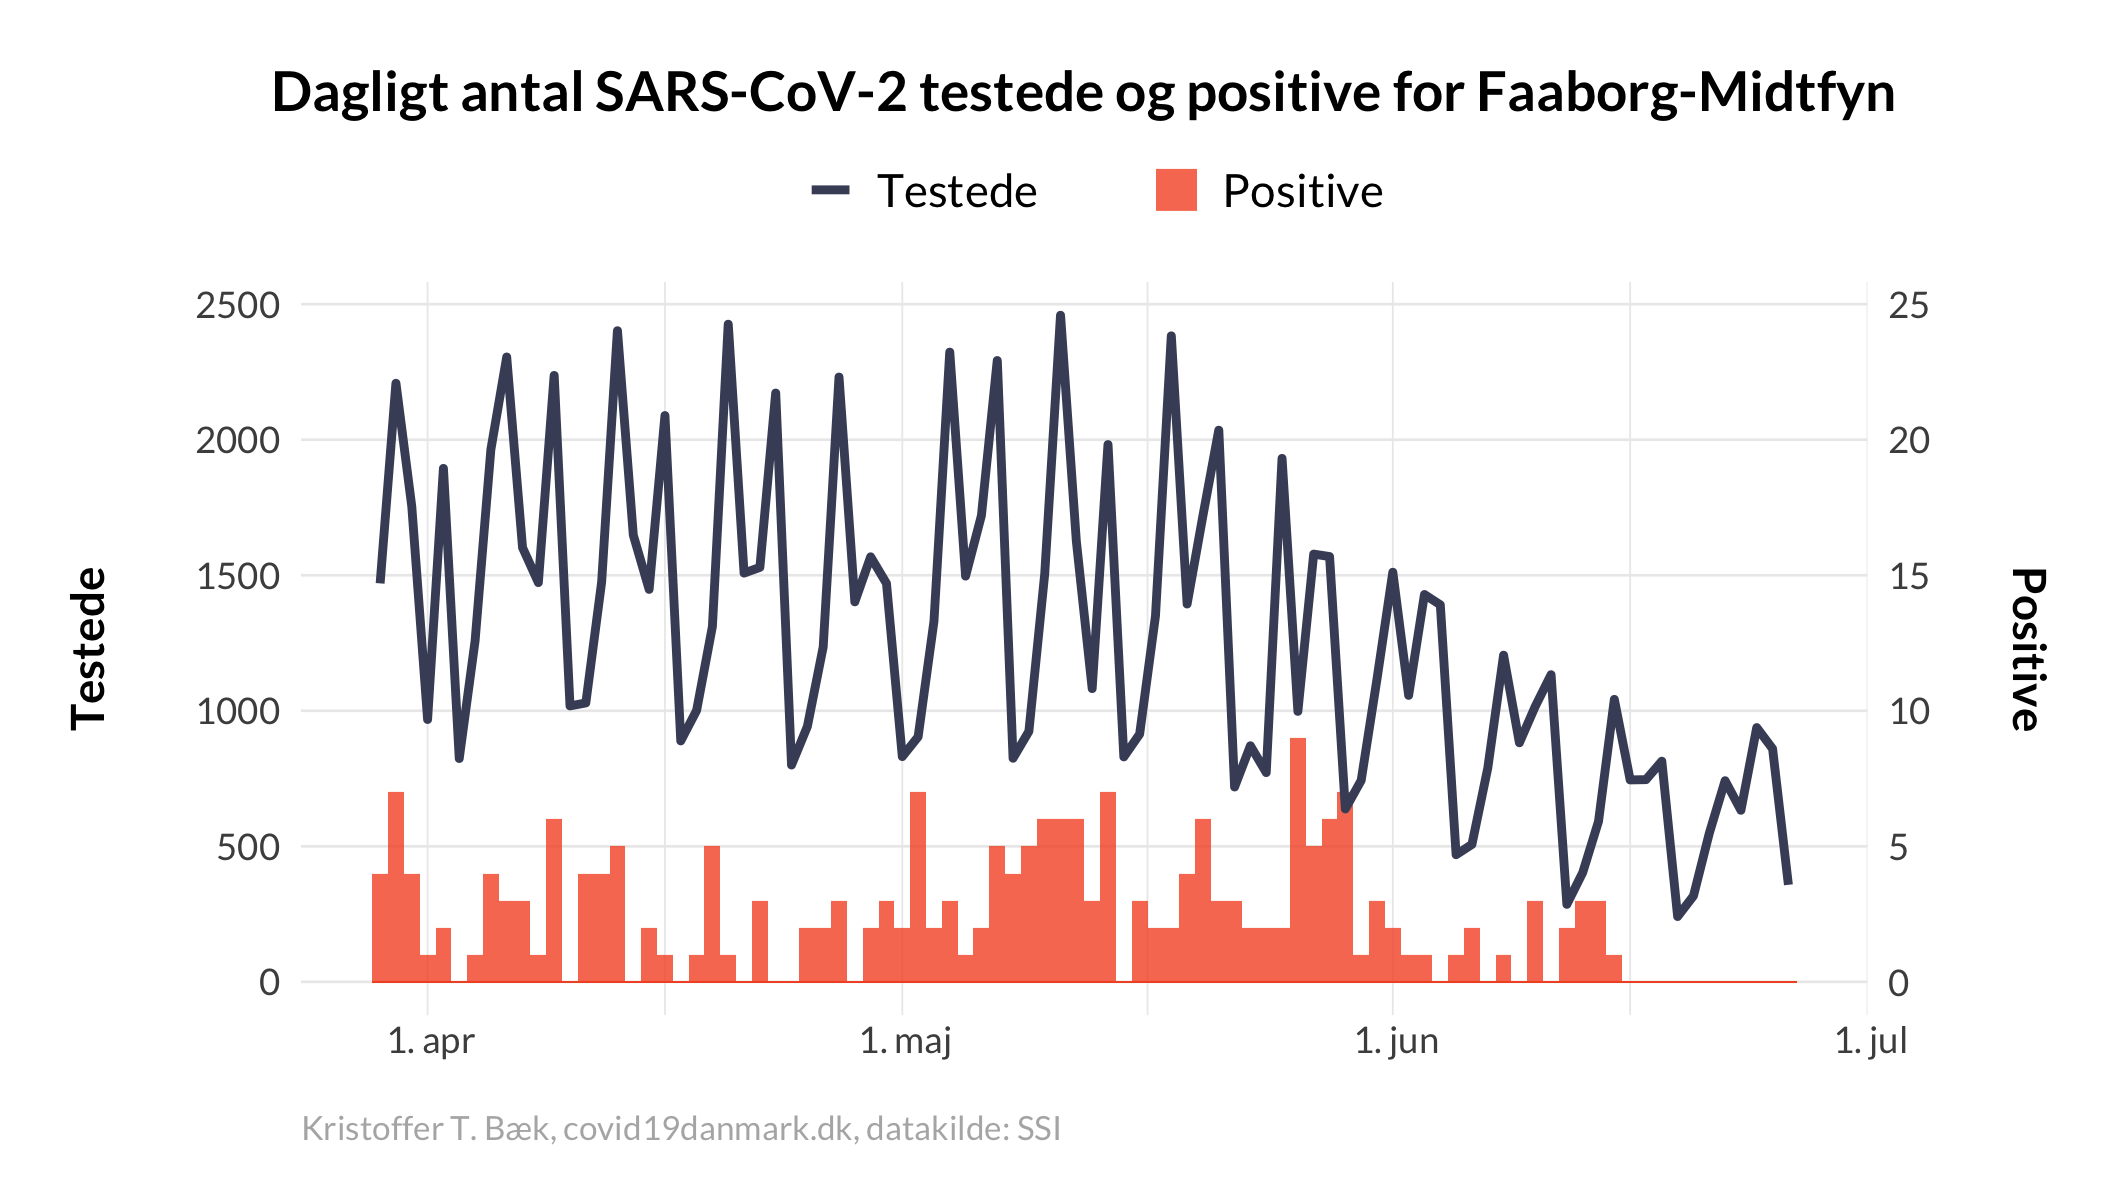 Dagligt antal SARS-CoV-2 testede og positive for Faaborg-Midtfyn
Testede
Positive
2500
2000
1500
1000
500
0
25
20
15
10
5
0
Testede
Positive
1. apr
1. maj
1. jun
1. jul
Kristoffer T. Bæk, covid19danmark.dk, datakilde: SSI